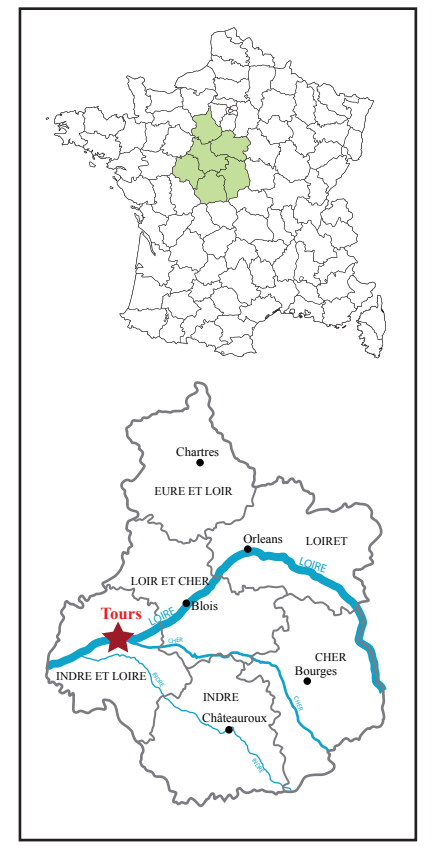 Chartres
EURE ET LOIR
Orleans
LOIRET
LOIRE
LOIR ET CHER
Blois
Tours
LOIRE
CHER
CHER
Bourges
INDRE ET LOIRE
INDRE
INDRE
CHER
Châteauroux
INDRE